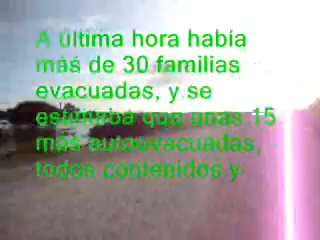 A última hora había
más de 30 familias
evacuadas, y se
estimaba que unas 15
más autoevacuadas,
todos contenidos y